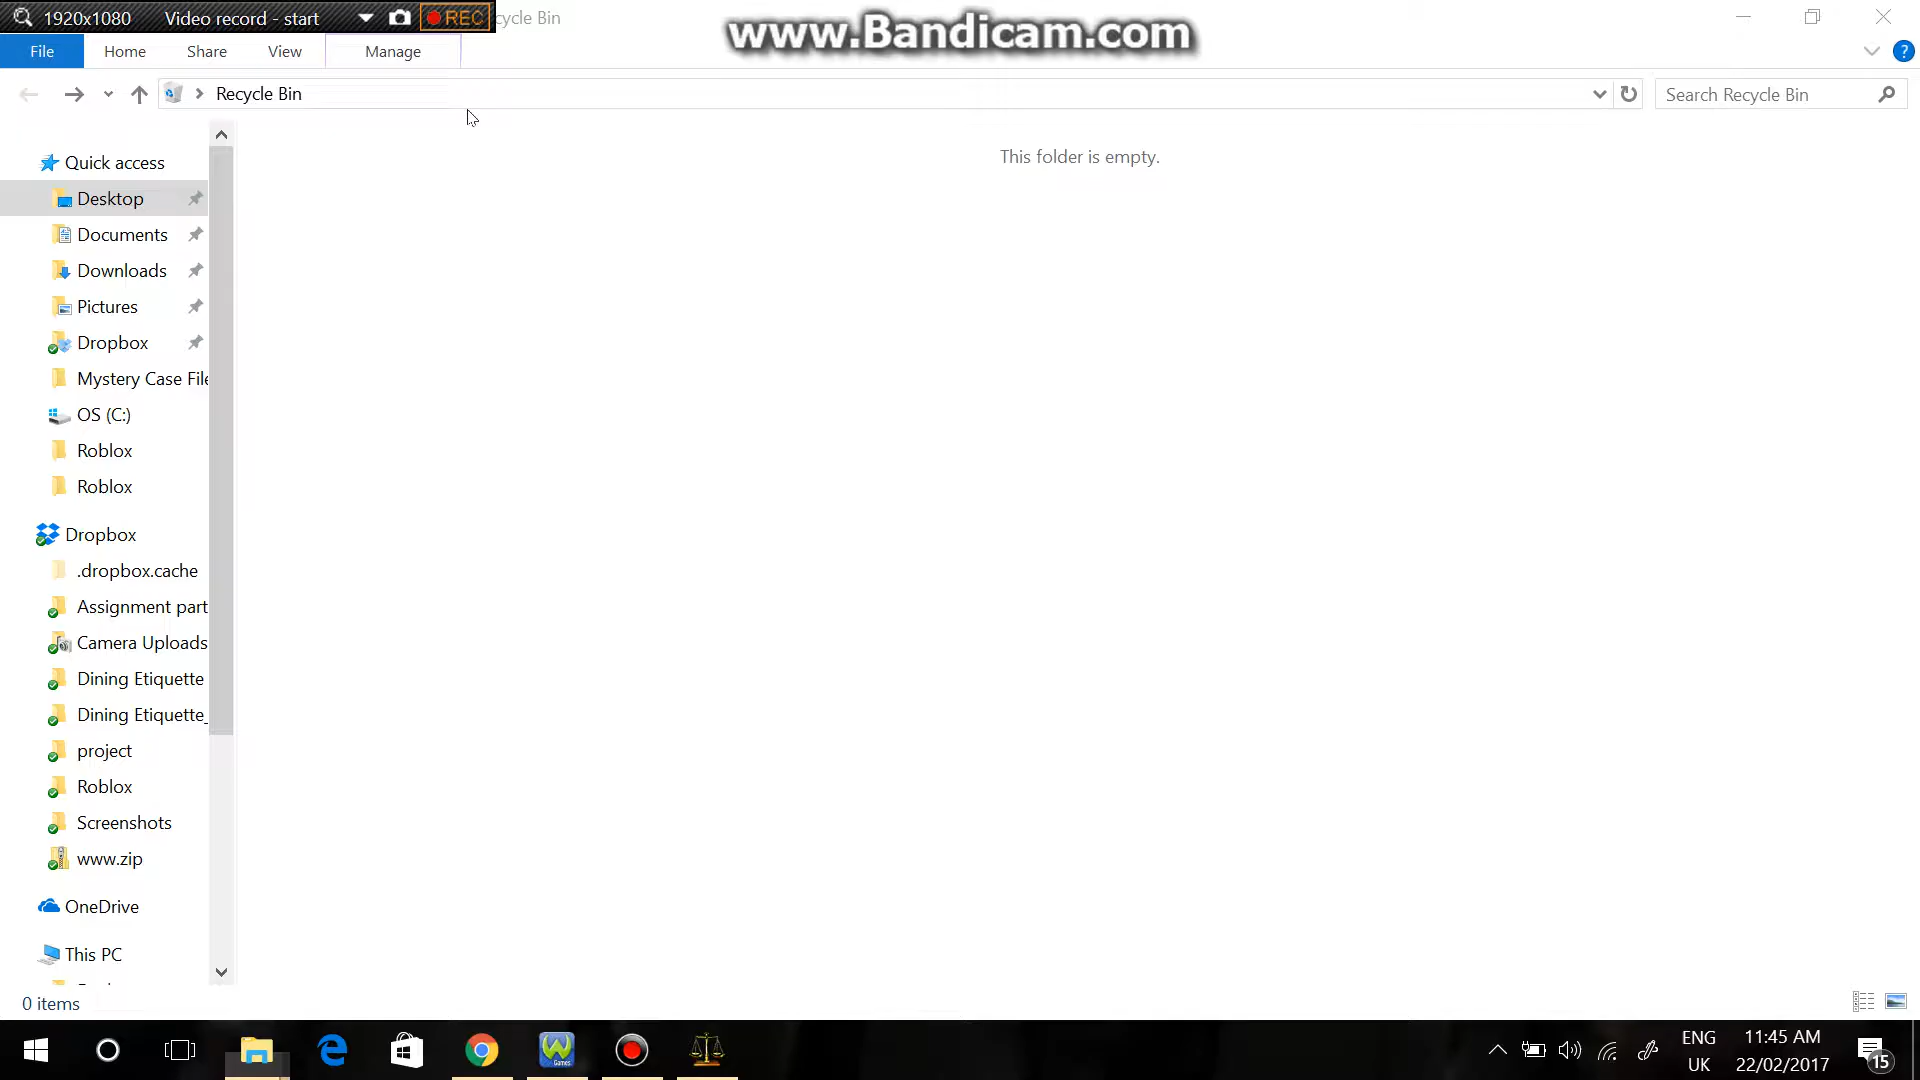 1920x1080 Video record - start REC cycle Bin
www.Bandicam.com
File Home Share View Manage
Recycle Bin
Search Recycle Bin
This folder is empty.
Quick access
Desktop
Documents
Downloads
Pictures
Dropbox
Mystery Case File
OS (C:)
Roblox
Roblox
Dropbox
.dropbox.cache
Assignment part
Camera Uploads
Dining Etiquette
Dining Etiquette_
project
Roblox
Screenshots
www.zip
OneDrive
This PC
0 items
W
Games
ENG
UK
11:45 AM
22/02/2017
15